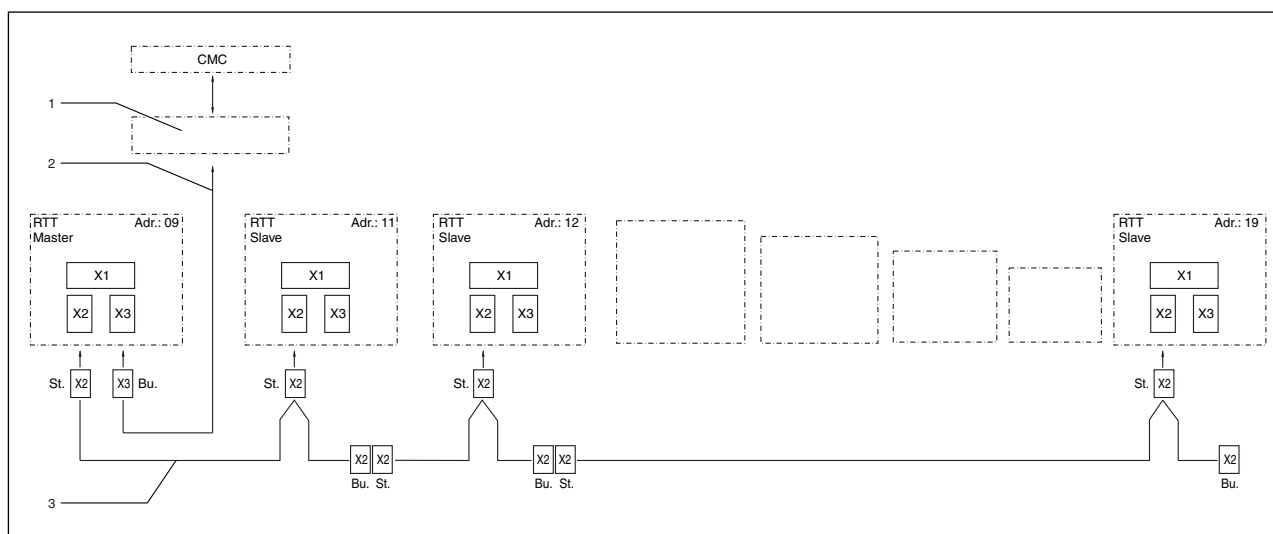 CMC
1
2
RTT Adr.: 09
Master
X1
X2 X3
RTT Adr.: 11
Slave
X1
X2 X3
RTT Adr.: 12
Slave
X1
X2 X3
RTT Adr.: 19
Slave
X1
X2 X3
St. X2 X3 Bu.
St. X2
St. X2
St. X2
X2 X2
Bu. St.
X2 X2
Bu. St.
X2
Bu.
3